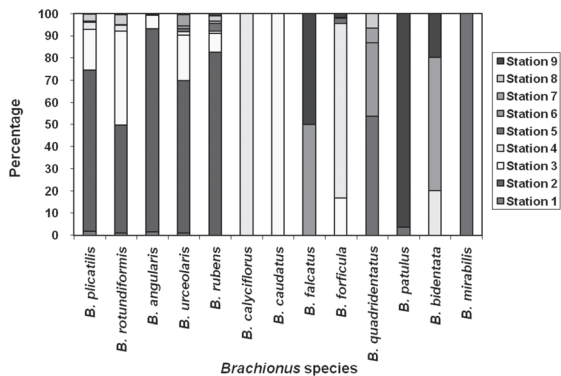 100
90
80
70
60
50
40
30
20
10
0
Percentage
Station 9
Station 8
Station 7
Station 6
Station 5
Station 4
Station 3
Station 2
Station 1
B. plicatilis
B. rotundiformis
B. angularis
B. urceolaris
B. rubens
B. calyciflorus
B. caudatus
B. falcatus
B. forficula
B. quadridentatus
B. patulus
B. bidentata
B. mirabilis
Brachionus species